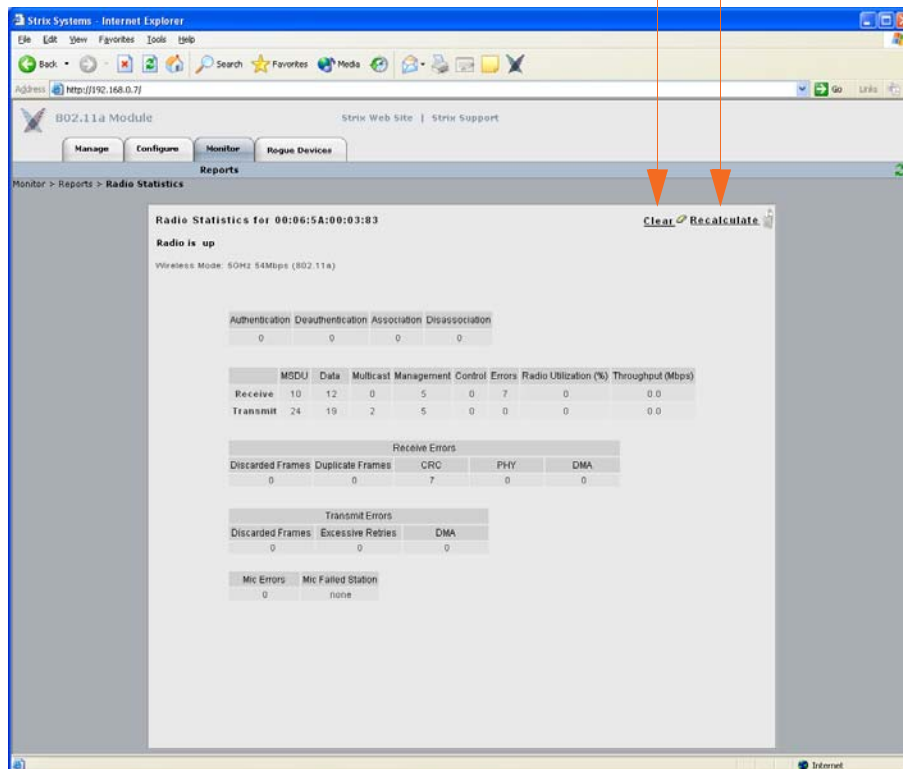 Strix Systems - Internet Explorer
File Edit View Favorites Tools Help
Back Search Favorites Media
Address http://192.168.0.7/ Go Links
802.11a Module Strix Web Site | Strix Support
Manage Configure Monitor Rogue Devices
Reports
Monitor > Reports > Radio Statistics
Radio Statistics for 00:06:5A:00:03:83 Clear Recalculate
Radio is up
Wireless Mode: 5GHz 54Mbps (802.11a)
Authentication Deauthentication Association Disassociation
0 0 0 0
MSDU Data Multicast Management Control Errors Radio Utilization (%) Throughput (Mbps)
Receive 10 12 0 5 0 7 0 0.0
Transmit 24 19 2 5 0 0 0 0.0
Receive Errors
Discarded Frames Duplicate Frames CRC PHY DMA
0 0 7 0 0
Transmit Errors
Discarded Frames Excessive Retries DMA
0 0 0
Mic Errors Mic Failed Station
0 none
Internet